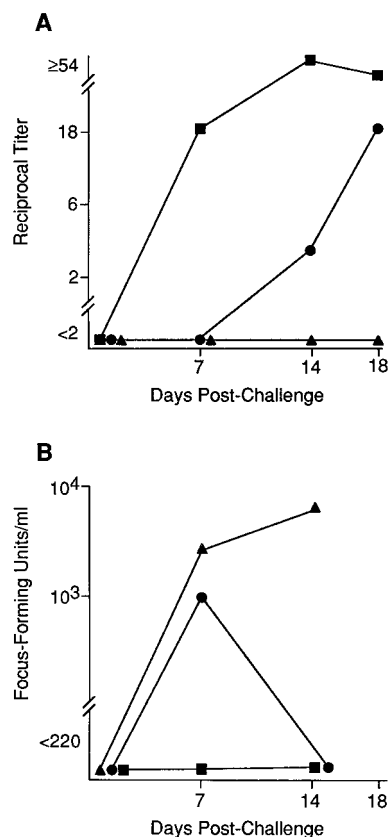 A
≥54
18
6
2
<2
Reciprocal Titer
7 14 18
Days Post-Challenge
B
10⁴
10³
<220
Focus-Forming Units/ml
7 14 18
Days Post-Challenge